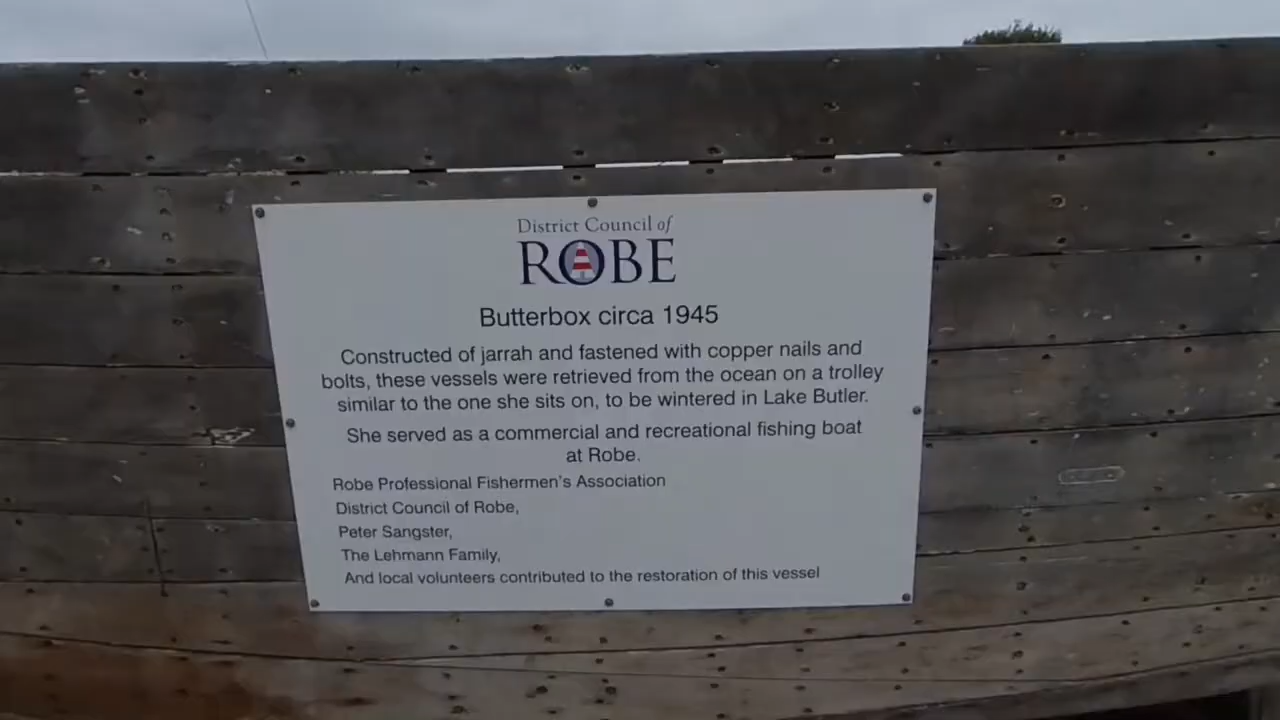 District Council of
ROBE
Butterbox circa 1945
Constructed of jarrah and fastened with copper nails and
bolts, these vessels were retrieved from the ocean on a trolley
similar to the one she sits on, to be wintered in Lake Butler.
She served as a commercial and recreational fishing boat
at Robe.
Robe Professional Fishermen's Association
District Council of Robe,
Peter Sangster,
The Lehmann Family,
And local volunteers contributed to the restoration of this vessel